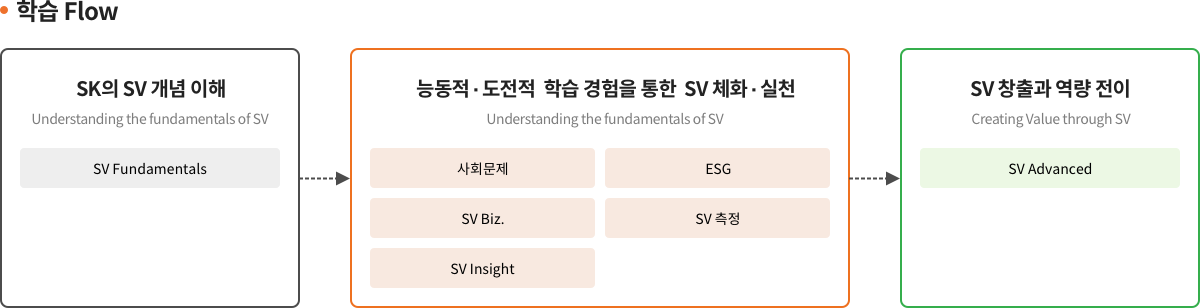 학습 Flow
SK의 SV 개념 이해
Understanding the fundamentals of SV
SV Fundamentals
능동적·도전적 학습 경험을 통한 SV 체화·실천
Understanding the fundamentals of SV
사회문제
ESG
SV Biz.
SV 측정
SV Insight
SV 창출과 역량 전이
Creating Value through SV
SV Advanced